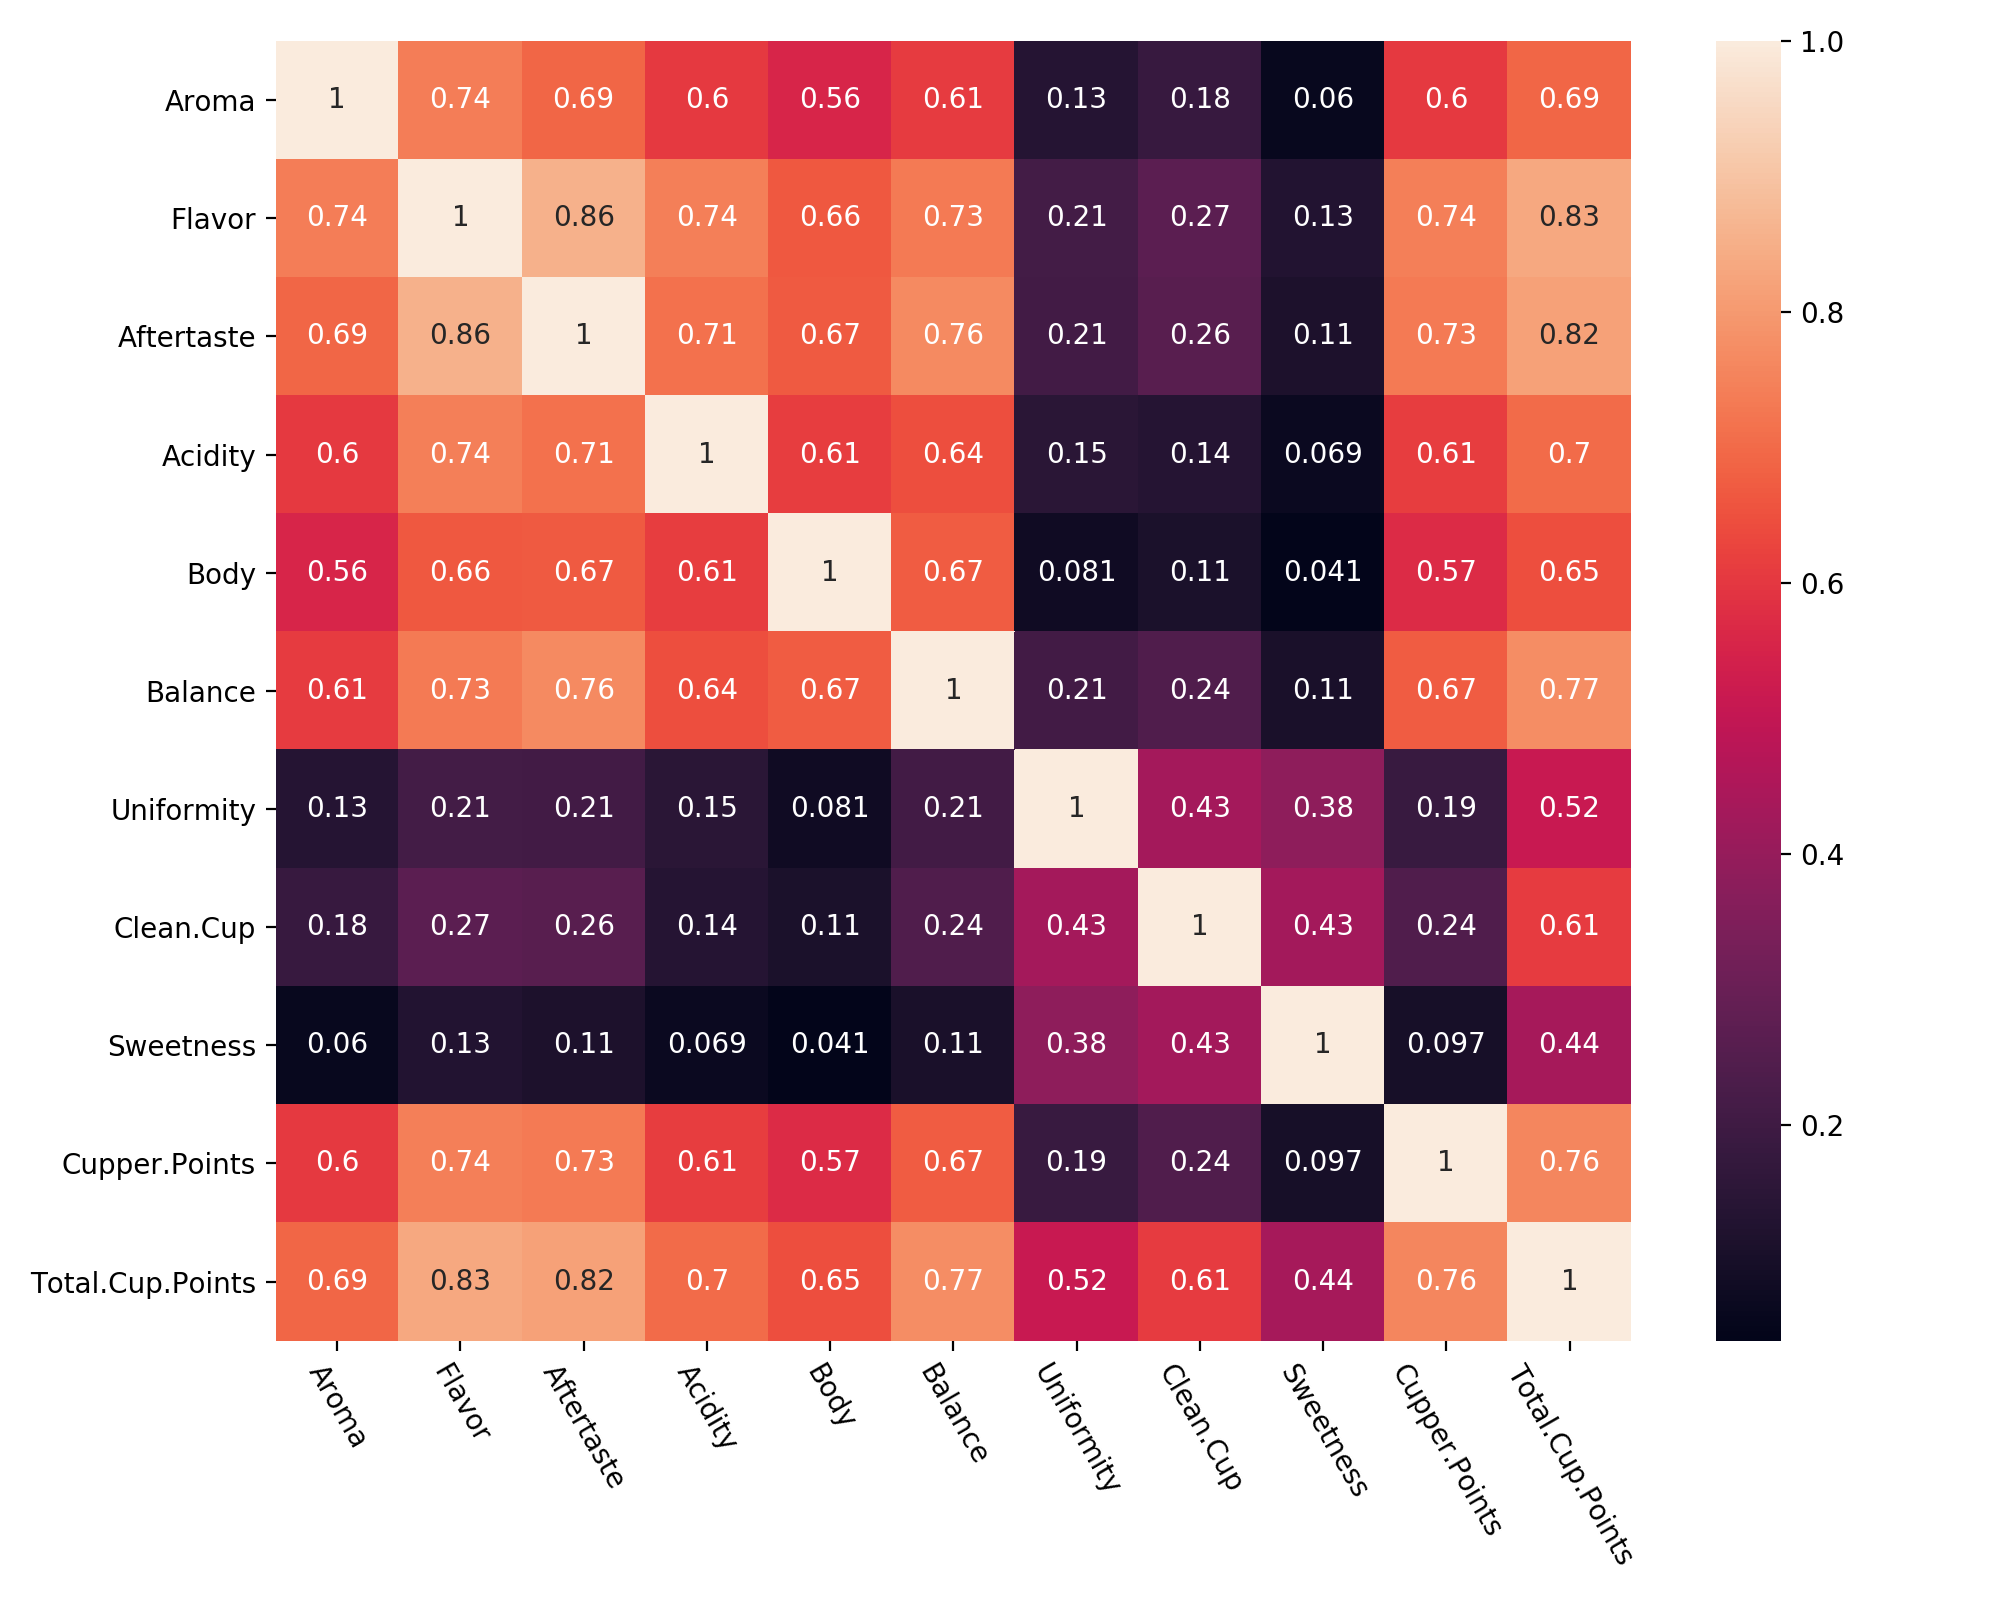 Aroma 1 0.74 0.69 0.6 0.56 0.61 0.13 0.18 0.06 0.6 0.69
Flavor 0.74 1 0.86 0.74 0.66 0.73 0.21 0.27 0.13 0.74 0.83
Aftertaste 0.69 0.86 1 0.71 0.67 0.76 0.21 0.26 0.11 0.73 0.82
Acidity 0.6 0.74 0.71 1 0.61 0.64 0.15 0.14 0.069 0.61 0.7
Body 0.56 0.66 0.67 0.61 1 0.67 0.081 0.11 0.041 0.57 0.65
Balance 0.61 0.73 0.76 0.64 0.67 1 0.21 0.24 0.11 0.67 0.77
Uniformity 0.13 0.21 0.21 0.15 0.081 0.21 1 0.43 0.38 0.19 0.52
Clean.Cup 0.18 0.27 0.26 0.14 0.11 0.24 0.43 1 0.43 0.24 0.61
Sweetness 0.06 0.13 0.11 0.069 0.041 0.11 0.38 0.43 1 0.097 0.44
Cupper.Points 0.6 0.74 0.73 0.61 0.57 0.67 0.19 0.24 0.097 1 0.76
Total.Cup.Points 0.69 0.83 0.82 0.7 0.65 0.77 0.52 0.61 0.44 0.76 1
Aroma Flavor Aftertaste Acidity Body Balance Uniformity Clean.Cup Sweetness Cupper.Points Total.Cup.Points
1.0
0.8
0.6
0.4
0.2